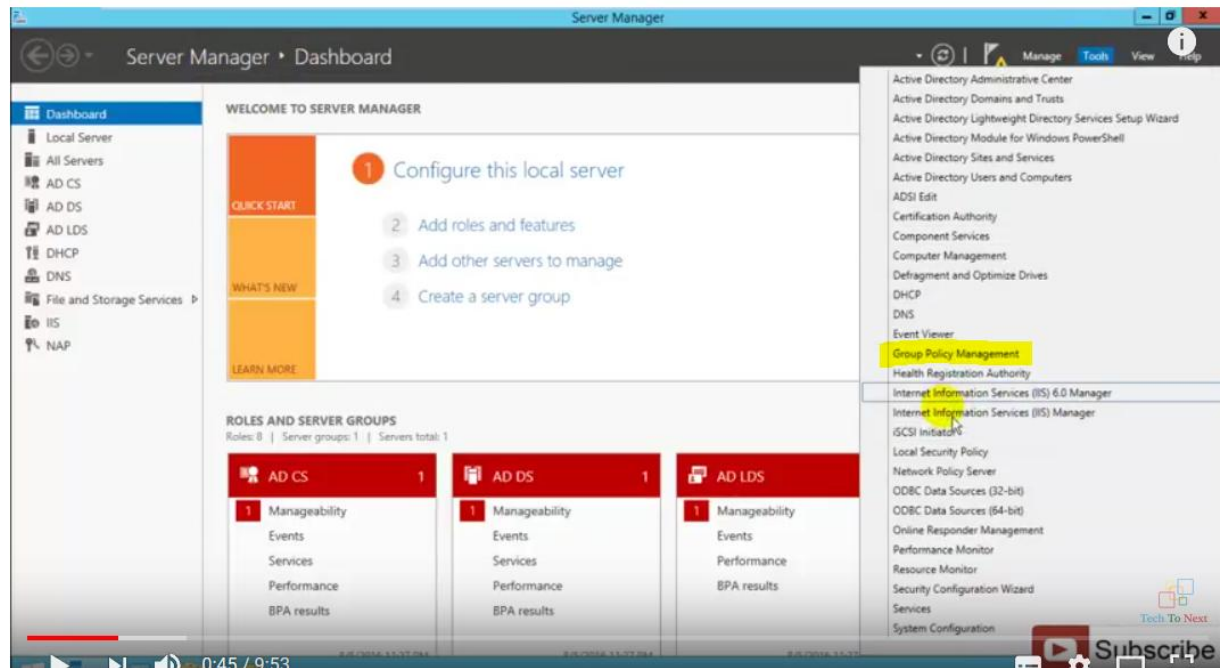 Server Manager
Server Manager • Dashboard
Manage Tools View Help
Dashboard
Local Server
All Servers
AD CS
AD DS
AD LDS
DHCP
DNS
File and Storage Services
IIS
NAP
WELCOME TO SERVER MANAGER
QUICK START
WHAT'S NEW
LEARN MORE
1 Configure this local server
2 Add roles and features
3 Add other servers to manage
4 Create a server group
ROLES AND SERVER GROUPS
Roles: 8 | Server groups: 1 | Servers total: 1
AD CS 1
1 Manageability
Events
Services
Performance
BPA results
AD DS 1
1 Manageability
Events
Services
Performance
BPA results
AD LDS
1 Manageability
Events
Performance
BPA results
Active Directory Administrative Center
Active Directory Domains and Trusts
Active Directory Lightweight Directory Services Setup Wizard
Active Directory Module for Windows PowerShell
Active Directory Sites and Services
Active Directory Users and Computers
ADSI Edit
Certification Authority
Component Services
Computer Management
Defragment and Optimize Drives
DHCP
DNS
Event Viewer
Group Policy Management
Health Registration Authority
Internet Information Services (IIS) 6.0 Manager
Internet Information Services (IIS) Manager
iSCSI Initiator
Local Security Policy
Network Policy Server
ODBC Data Sources (32-bit)
ODBC Data Sources (64-bit)
Online Responder Management
Performance Monitor
Resource Monitor
Security Configuration Wizard
Services
System Configuration
Tech To Next
Subscribe
0:45 / 9:53